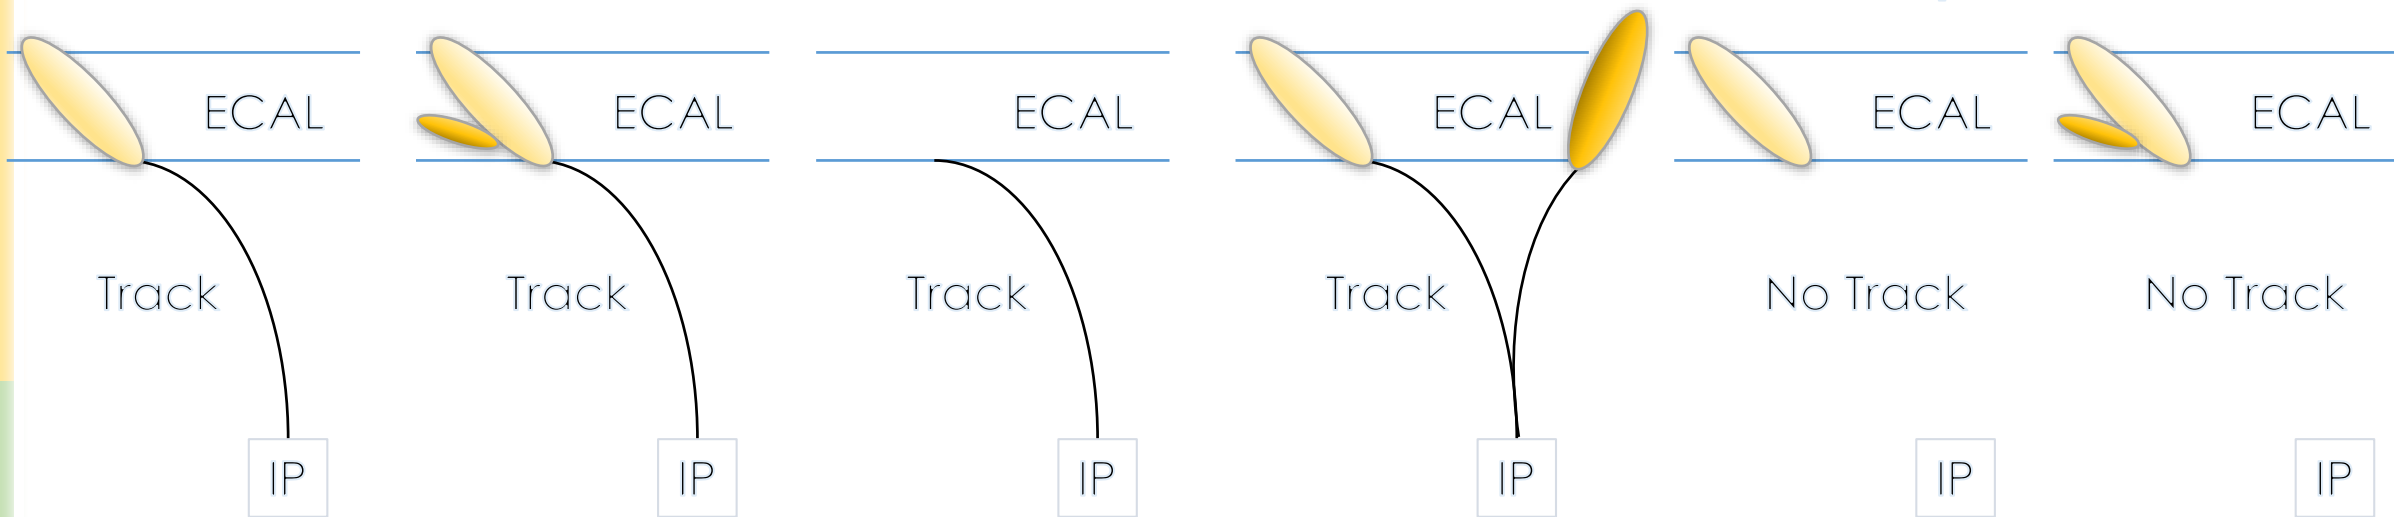 ECAL ECAL ECAL ECAL ECAL ECAL
Track Track Track Track No Track No Track
IP IP IP IP IP IP